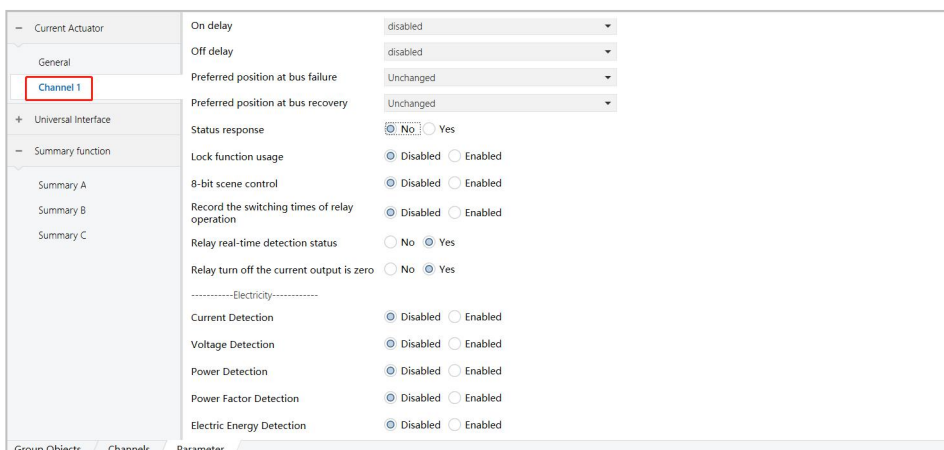 − Current Actuator
General
Channel 1
+ Universal Interface
− Summary function
Summary A
Summary B
Summary C
On delay disabled
Off delay disabled
Preferred position at bus failure Unchanged
Preferred position at bus recovery Unchanged
Status response No Yes
Lock function usage Disabled Enabled
8-bit scene control Disabled Enabled
Record the switching times of relay
operation Disabled Enabled
Relay real-time detection status No Yes
Relay turn off the current output is zero No Yes
-----------Electricity------------
Current Detection Disabled Enabled
Voltage Detection Disabled Enabled
Power Detection Disabled Enabled
Power Factor Detection Disabled Enabled
Electric Energy Detection Disabled Enabled
Group Objects Channels Parameter